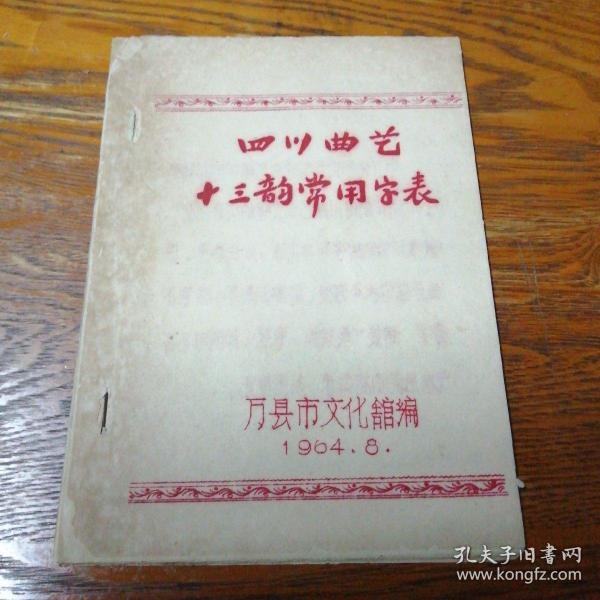 四川曲艺
十三韵常用字表
万县市文化舘编
1964.8.
孔夫子旧书网
www.kongfz.com